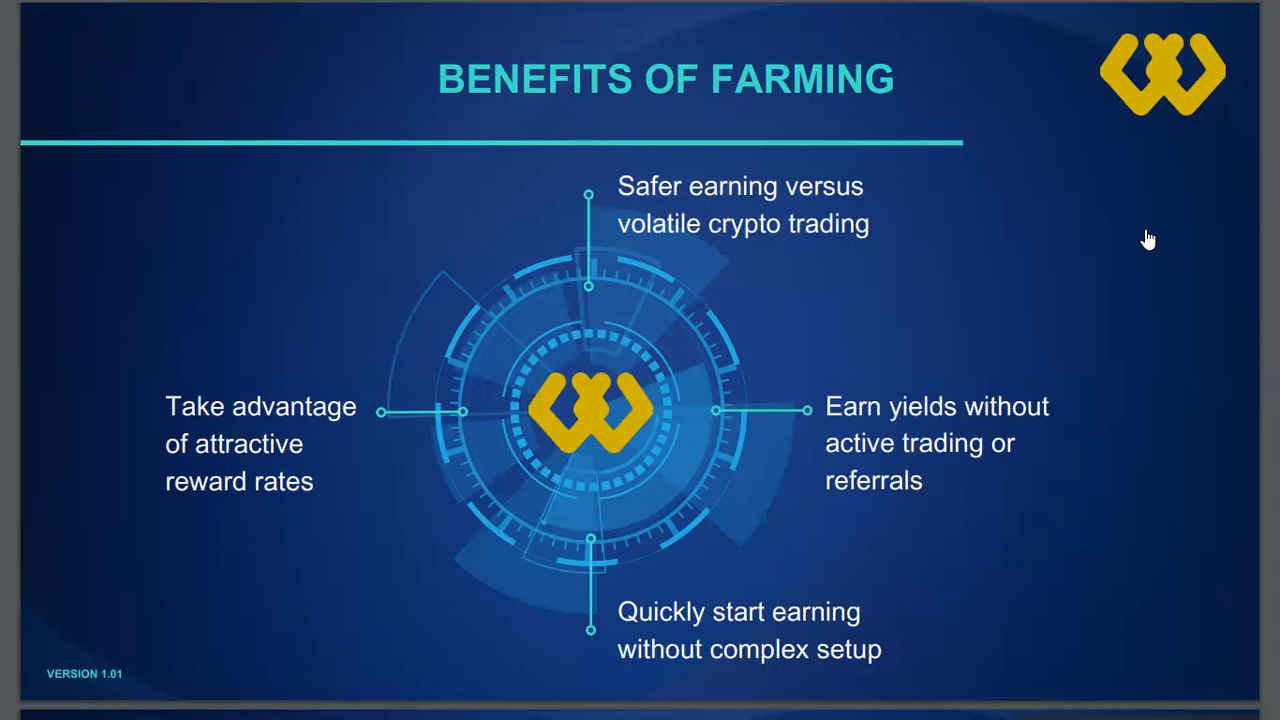 BENEFITS OF FARMING
Safer earning versus
volatile crypto trading
Take advantage
of attractive
reward rates
Earn yields without
active trading or
referrals
Quickly start earning
without complex setup
VERSION 1.01